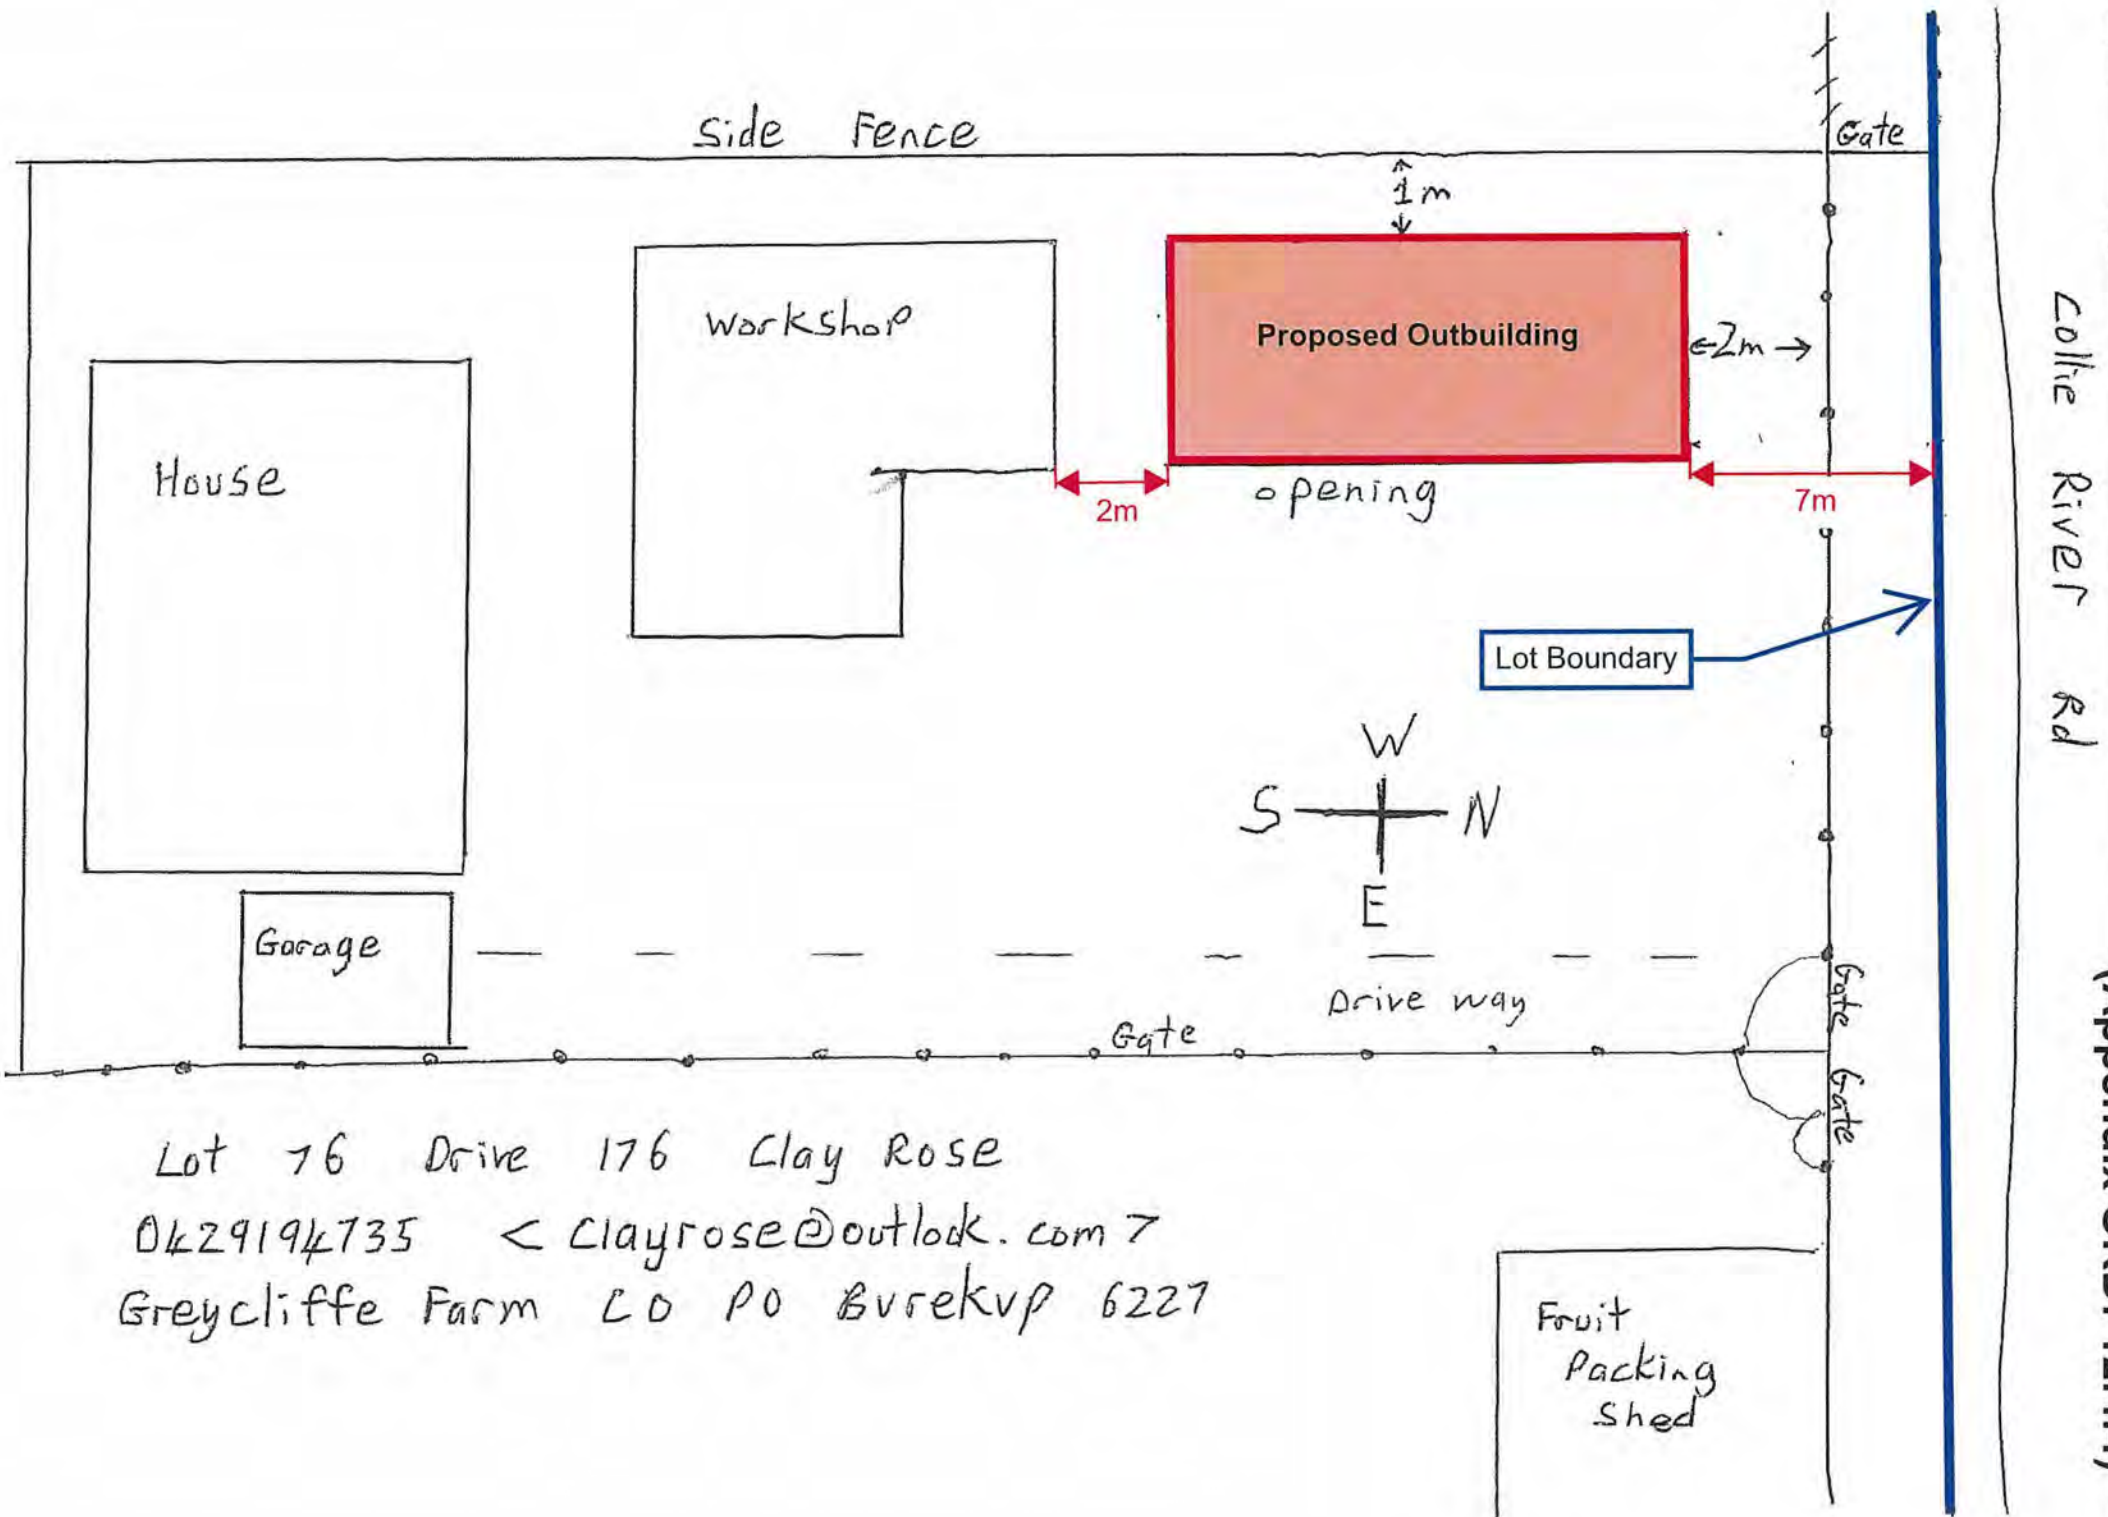 Side Fence
Gate
1m
Workshop
Proposed Outbuilding
2m
House
2m
opening
7m
Collie River Rd
Lot Boundary
W
S N
E
Garage
Drive way
Gate
Gate
Gate
Lot 76 Drive 176 Clay Rose
0429194735 < clayrose@outlook.com >
Greycliffe Farm CO PO Burekup 6227
Fruit
Packing
Shed